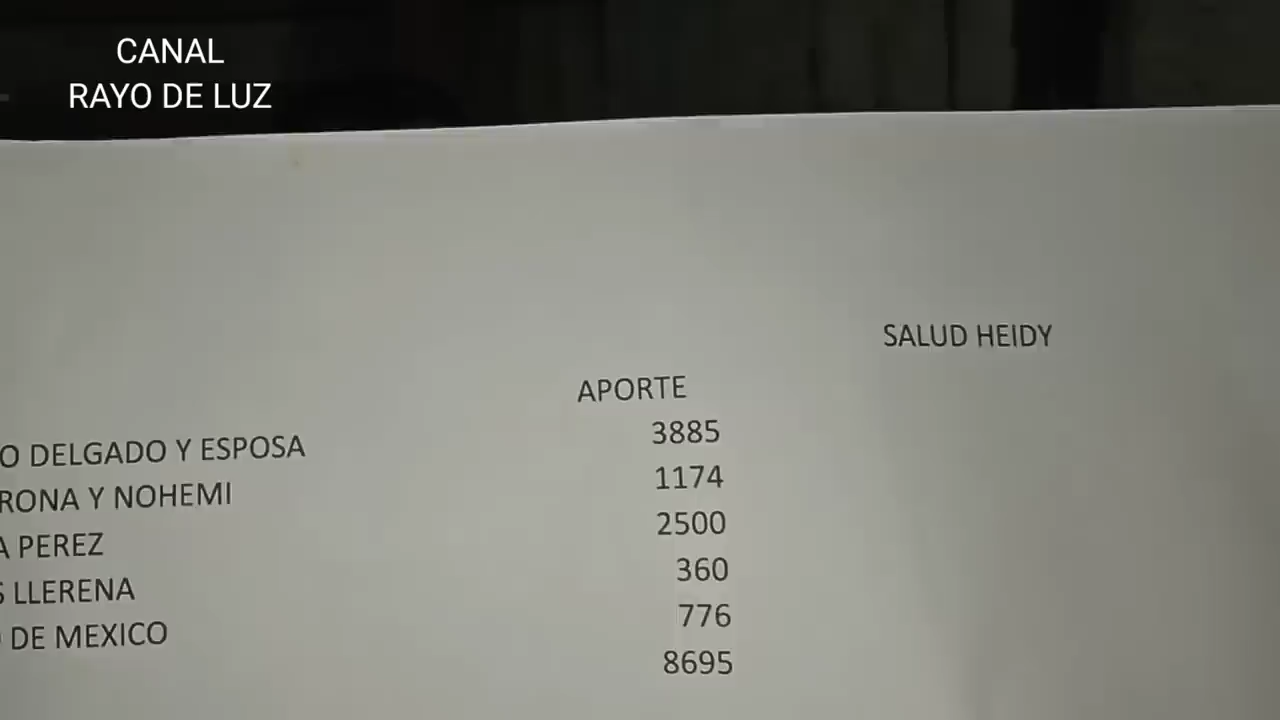 CANAL
RAYO DE LUZ
SALUD HEIDY
APORTE
O DELGADO Y ESPOSA 3885
RONA Y NOHEMI 1174
A PEREZ 2500
S LLERENA 360
DE MEXICO 776
8695